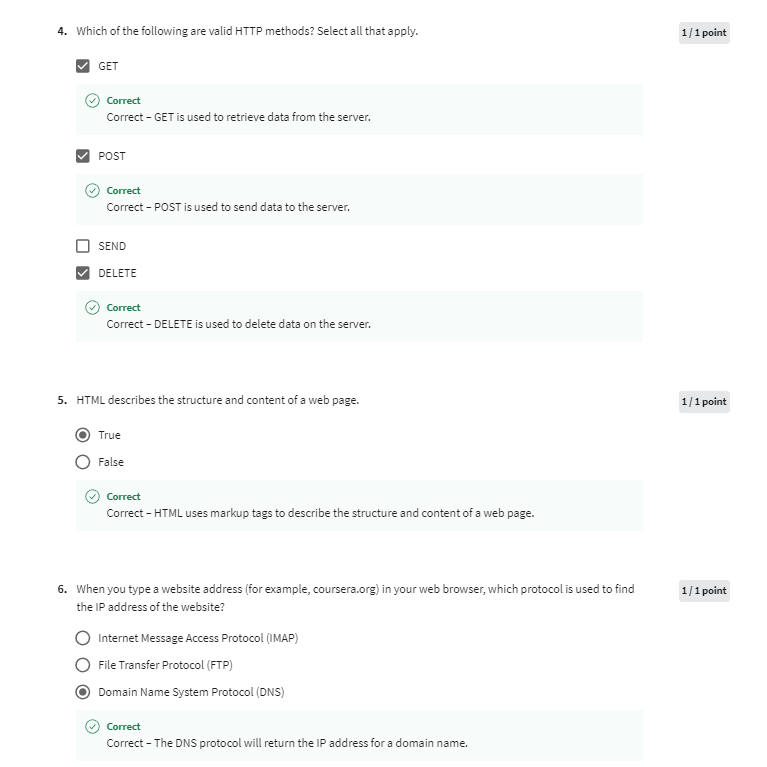 4. Which of the following are valid HTTP methods? Select all that apply.
1 / 1 point
GET
Correct
Correct – GET is used to retrieve data from the server.
POST
Correct
Correct – POST is used to send data to the server.
SEND
DELETE
Correct
Correct – DELETE is used to delete data on the server.
5. HTML describes the structure and content of a web page.
1 / 1 point
True
False
Correct
Correct – HTML uses markup tags to describe the structure and content of a web page.
6. When you type a website address (for example, coursera.org) in your web browser, which protocol is used to find
the IP address of the website?
1 / 1 point
Internet Message Access Protocol (IMAP)
File Transfer Protocol (FTP)
Domain Name System Protocol (DNS)
Correct
Correct – The DNS protocol will return the IP address for a domain name.